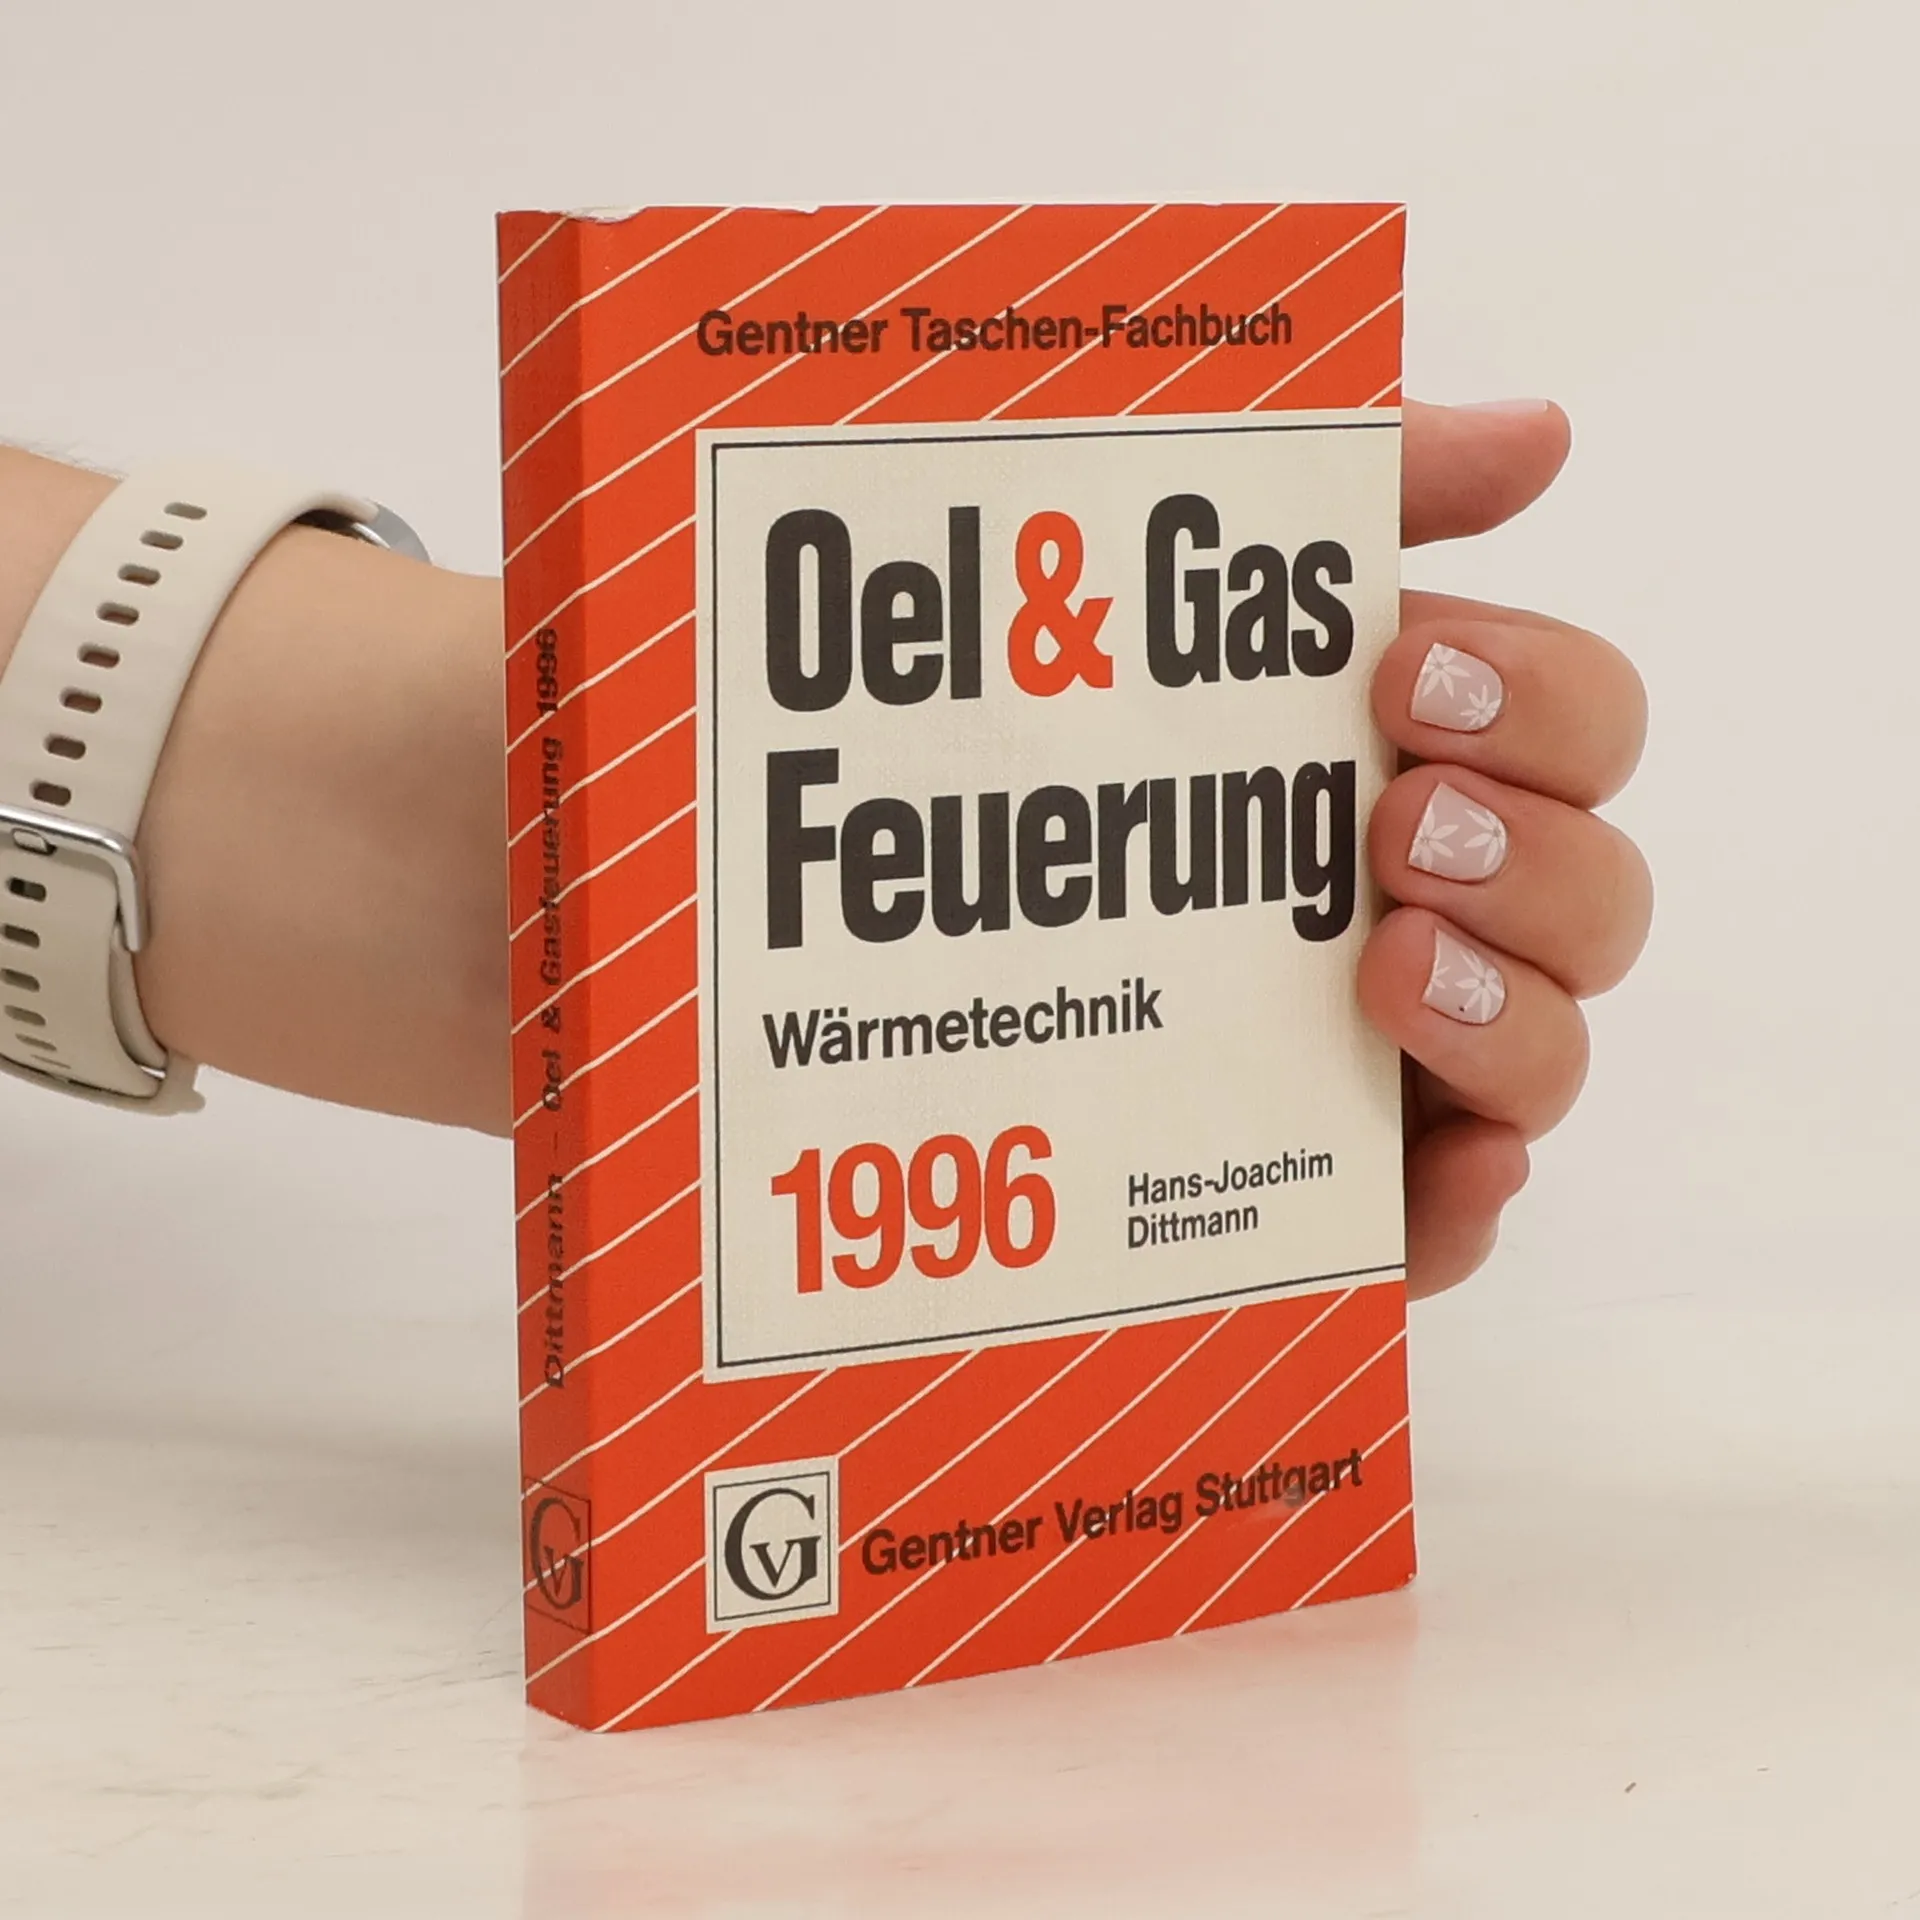 Gentner Taschen-Fachbuch
Oel & Gas
Feuerung
Wärmetechnik
1996
Hans-Joachim
Dittmann
GV
Gentner Verlag Stuttgart
Dittmann – Oel & Gasfeuerung 1996
GV